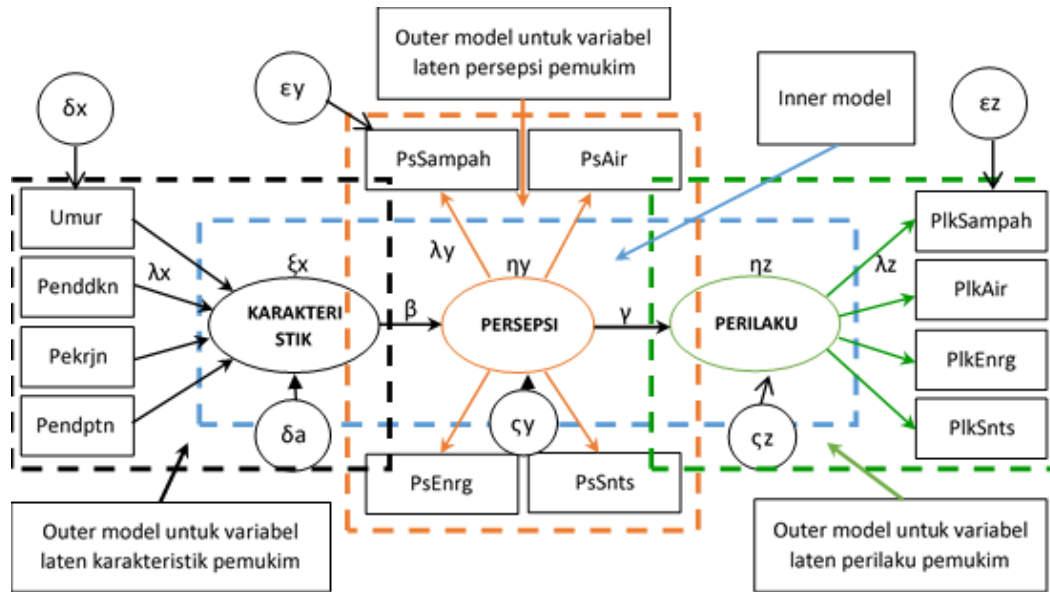 Outer model untuk variabel
laten persepsi pemukim
Inner model
δx
εy
εz
PsSampah
PsAir
Umur
Penddkn
Pekrjn
Pendptn
λx
ξx
KARAKTERI
STIK
δa
β
λy
ηy
PERSEPSI
ςy
γ
ηz
PERILAKU
ςz
λz
PlkSampah
PlkAir
PlkEnrg
PlkSnts
PsEnrg
PsSnts
Outer model untuk variabel
laten karakteristik pemukim
Outer model untuk variabel
laten perilaku pemukim